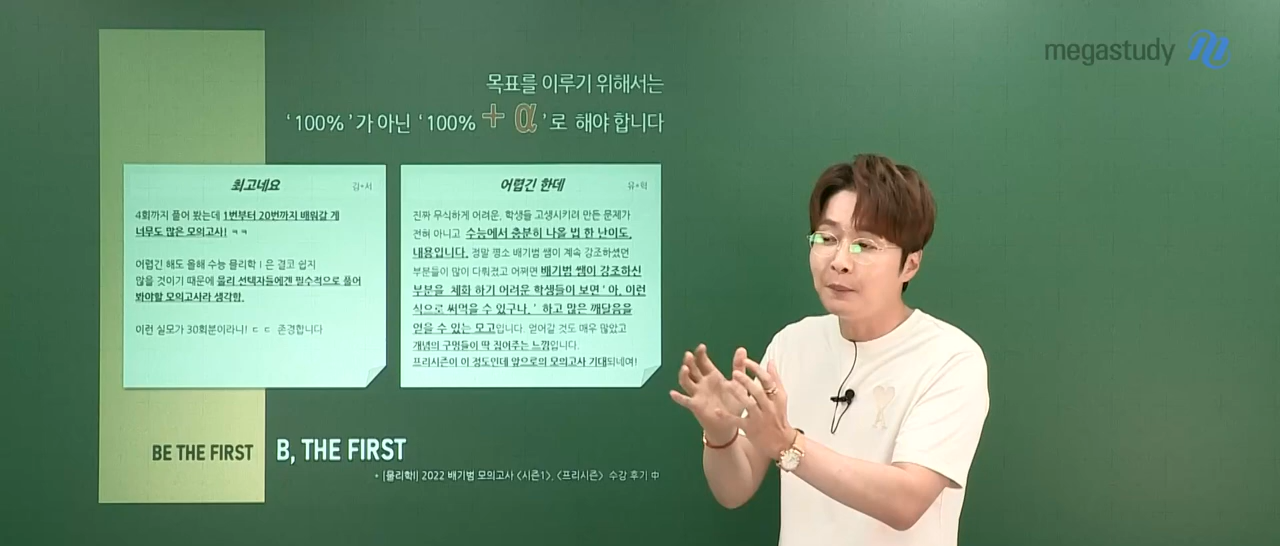 megastudy
목표를 이루기 위해서는
‘100%’가 아닌 ‘100% + α’로 해야 합니다
최고네요
김*서
4회까지 풀어 봤는데 1번부터 20번까지 배워갈 게
너무도 많은 모의고사! ㅋㅋ
어렵긴 해도 올해 수능 물리학Ⅰ은 결코 쉽지
않을 것이기 때문에 물리 선택자들에겐 필수적으로 풀어
봐야할 모의고사라 생각함.
이런 실모가 30회분이라니! ㄷㄷ 존경합니다
어렵긴 한데
유*혁
진짜 무식하게 어려운, 학생들 고생시키려 만든 문제가
전혀 아니고 수능에서 충분히 나올 법 한 난이도,
내용입니다. 정말 평소 배기범 쌤이 계속 강조하셨던
부분들이 많이 다뤄졌고 어쩌면 배기범 쌤이 강조하신
부분을 체화 하기 어려운 학생들이 보면 ‘아, 이런
식으로 써먹을 수 있구나.’ 하고 많은 깨달음을
얻을 수 있는 모고입니다. 얻어갈 것도 매우 많았고
개념의 구멍들이 딱 집어주는 느낌입니다.
프리시즌이 이 정도인데 앞으로의 모의고사 기대되네여!
BE THE FIRST
B, THE FIRST
* [물리학Ⅰ] 2022 배기범 모의고사 <시즌1>, <프리시즌> 수강 후기 中